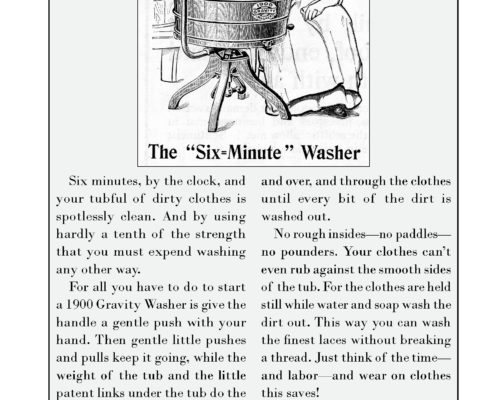 The “Six=Minute” Washer
Six minutes, by the clock, and
your tubful of dirty clothes is
spotlessly clean. And by using
hardly a tenth of the strength
that you must expend washing
any other way.
For all you have to do to start
a 1900 Gravity Washer is give the
handle a gentle push with your
hand. Then gentle little pushes
and pulls keep it going, while the
weight of the tub and the little
patent links under the tub do the
and over, and through the clothes
until every bit of the dirt is
washed out.
No rough insides—no paddles—
no pounders. Your clothes can’t
even rub against the smooth sides
of the tub. For the clothes are held
still while water and soap wash the
dirt out. This way you can wash
the finest laces without breaking
a thread. Just think of the time—
and labor—and wear on clothes
this saves!